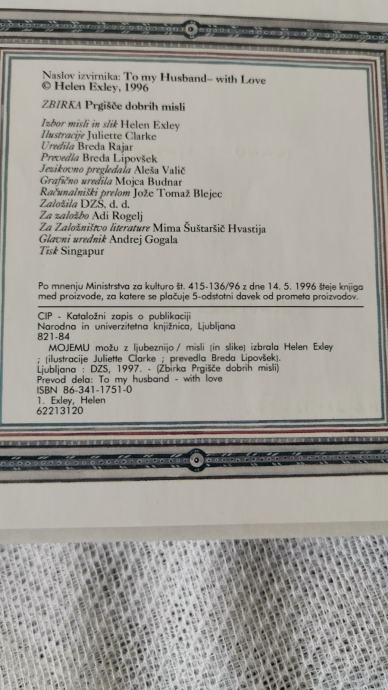 Naslov izvirnika: To my Husband– with Love
© Helen Exley, 1996
ZBIRKA Prgišče dobrih misli
Izbor misli in slik Helen Exley
Ilustracije Juliette Clarke
Uredila Breda Rajar
Prevedla Breda Lipovšek
Jezikovno pregledala Aleša Valič
Grafično uredila Mojca Budnar
Računalniški prelom Jože Tomaž Blejec
Založila DZS, d. d.
Za založbo Adi Rogelj
Za Založništvo literature Mima Šuštaršič Hvastija
Glavni urednik Andrej Gogala
Tisk Singapur
Po mnenju Ministrstva za kulturo št. 415-136/96 z dne 14. 5. 1996 šteje knjiga
med proizvode, za katere se plačuje 5-odstotni davek od prometa proizvodov.
CIP - Kataložni zapis o publikaciji
Narodna in univerzitetna knjižnica, Ljubljana
821-84
MOJEMU možu z ljubeznijo / misli (in slike) izbrala Helen Exley
; (ilustracije Juliette Clarke ; prevedla Breda Lipovšek).
Ljubljana : DZS, 1997. - (Zbirka Prgišče dobrih misli)
Prevod dela: To my husband - with love
ISBN 86-341-1751-0
1. Exley, Helen
62213120